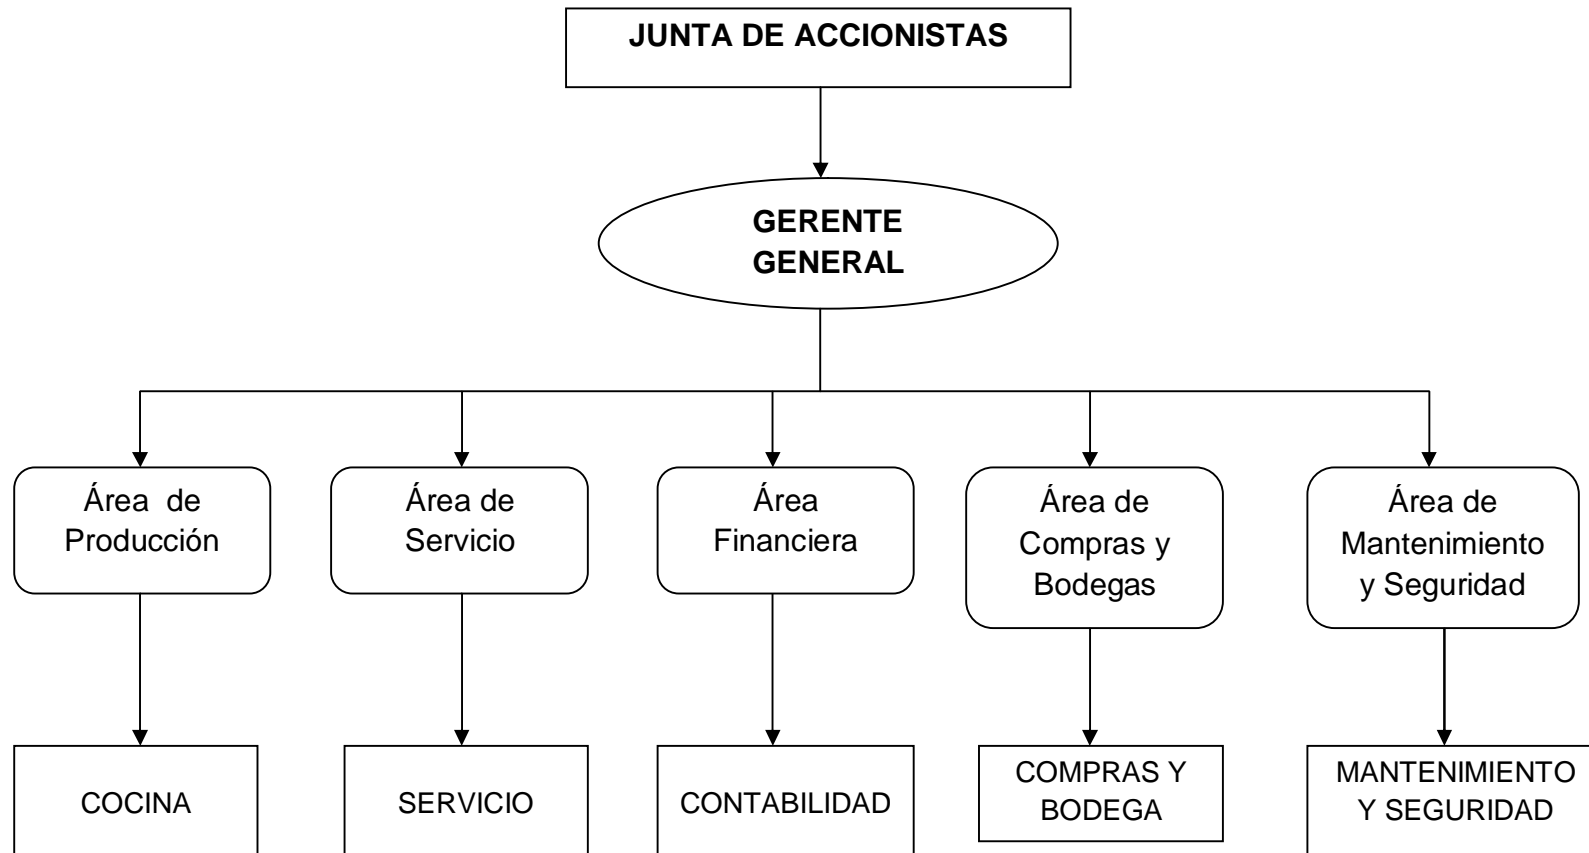 JUNTA DE ACCIONISTAS
GERENTE
GENERAL
Área de
Producción
Área de
Servicio
Área
Financiera
Área de
Compras y
Bodegas
Área de
Mantenimiento
y Seguridad
COCINA
SERVICIO
CONTABILIDAD
COMPRAS Y
BODEGA
MANTENIMIENTO
Y SEGURIDAD